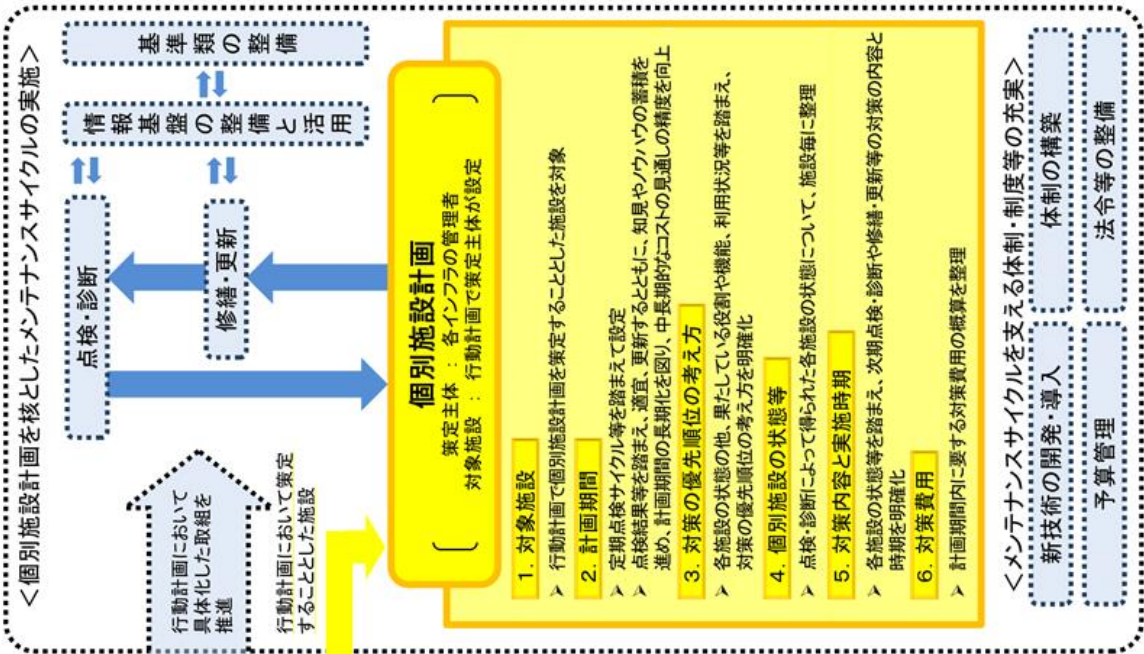 <個別施設計画を核としたメンテナンスサイクルの実施>
行動計画において
具体化した取組を
推進
行動計画において策定
することとした施設
点検・診断
修繕・更新
情報基盤の整備と活用
基準類の整備
個別施設計画
策定主体 : 各インフラの管理者
対象施設 : 行動計画で策定主体が設定
1. 対象施設
➢ 行動計画で個別施設計画を策定することとした施設を対象
2. 計画期間
➢ 定期点検サイクル等を踏まえて設定
➢ 点検結果等を踏まえ、適宜、更新するとともに、知見やノウハウの蓄積を
進め、計画期間の長期化を図り、中長期的なコストの見通しの精度を向上
3. 対策の優先順位の考え方
➢ 各施設の状態の他、果たしている役割や機能、利用状況等を踏まえ、
対策の優先順位の考え方を明確化
4. 個別施設の状態等
➢ 点検・診断によって得られた各施設の状態について、施設毎に整理
5. 対策内容と実施時期
➢ 各施設の状態等を踏まえ、次期点検・診断や修繕・更新等の対策の内容と
時期を明確化
6. 対策費用
➢ 計画期間内に要する対策費用の概算を整理
<メンテナンスサイクルを支える体制・制度等の充実>
新技術の開発・導入
体制の構築
予算管理
法令等の整備